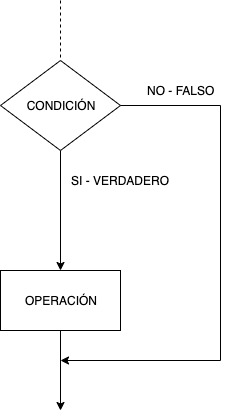 NO - FALSO
CONDICIÓN
SI - VERDADERO
OPERACIÓN